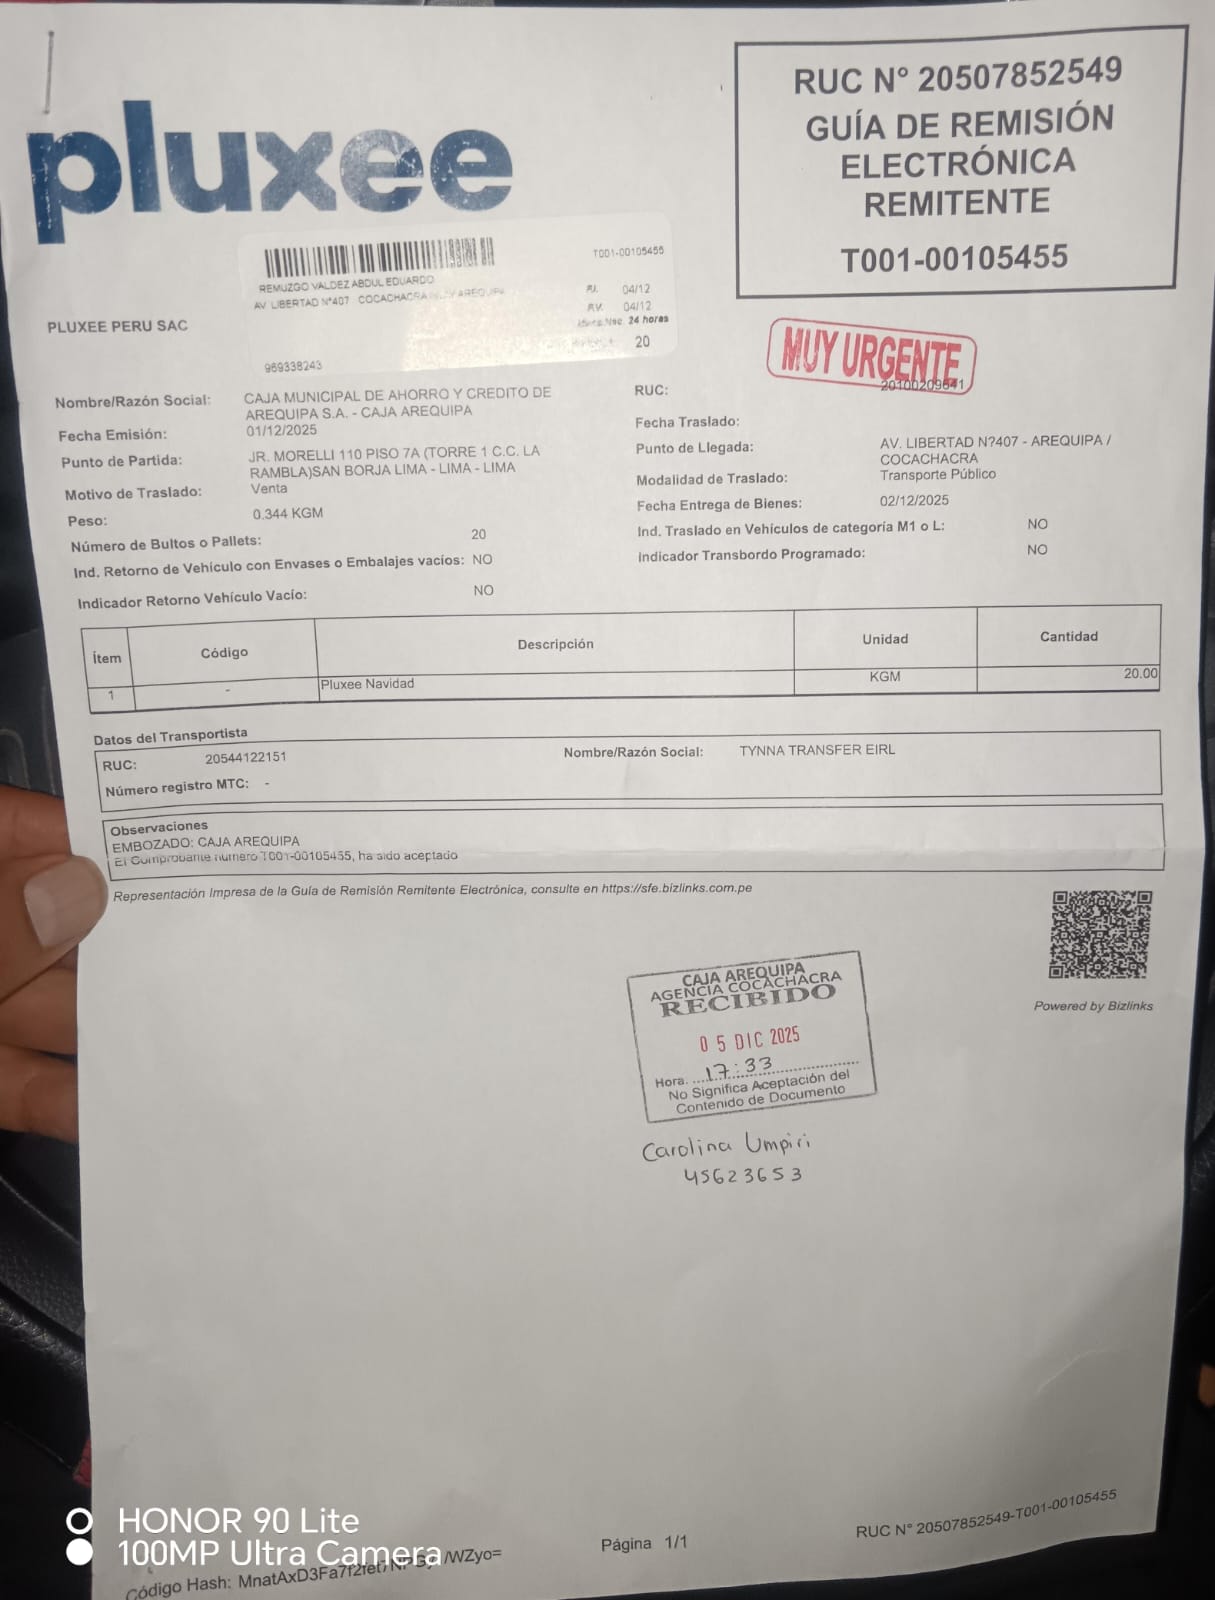 pluxee
RUC N° 20507852549
GUÍA DE REMISIÓN
ELECTRÓNICA
REMITENTE
T001-00105455
T001-00105455
REMUZGO VALDEZ ABDUL EDUARDO
AV LIBERTAD N°407 COCACHACRA AREQUIPA
04/12
04/12
24 horas
20
969338243
PLUXEE PERU SAC
MUY URGENTE
Nombre/Razón Social: CAJA MUNICIPAL DE AHORRO Y CREDITO DE
AREQUIPA S.A. - CAJA AREQUIPA
RUC: 20100209641
Fecha Emisión: 01/12/2025
Fecha Traslado:
Punto de Partida: JR. MORELLI 110 PISO 7A (TORRE 1 C.C. LA
RAMBLA)SAN BORJA LIMA - LIMA - LIMA
Punto de Llegada: AV. LIBERTAD N?407 - AREQUIPA /
COCACHACRA
Motivo de Traslado: Venta
Modalidad de Traslado: Transporte Público
Peso: 0.344 KGM
Fecha Entrega de Bienes: 02/12/2025
Número de Bultos o Pallets: 20
Ind. Traslado en Vehículos de categoría M1 o L: NO
Ind. Retorno de Vehículo con Envases o Embalajes vacíos: NO
Indicador Transbordo Programado: NO
Indicador Retorno Vehículo Vacío: NO
Ítem Código Descripción Unidad Cantidad
1 - Pluxee Navidad KGM 20.00
Datos del Transportista
RUC: 20544122151 Nombre/Razón Social: TYNNA TRANSFER EIRL
Número registro MTC: -
Observaciones
EMBOZADO: CAJA AREQUIPA
El Comprobante numero T001-00105455, ha sido aceptado
Representación Impresa de la Guía de Remisión Remitente Electrónica, consulte en https://sfe.bizlinks.com.pe
Powered by Bizlinks
CAJA AREQUIPA
AGENCIA COCACHACRA
RECIBIDO
05 DIC 2025
Hora. 17:33
No Significa Aceptación del
Contenido de Documento
Carolina Umpiri
45623653
HONOR 90 Lite
100MP Ultra Camera
Código Hash:
Página 1/1
RUC N° 20507852549-T001-00105455